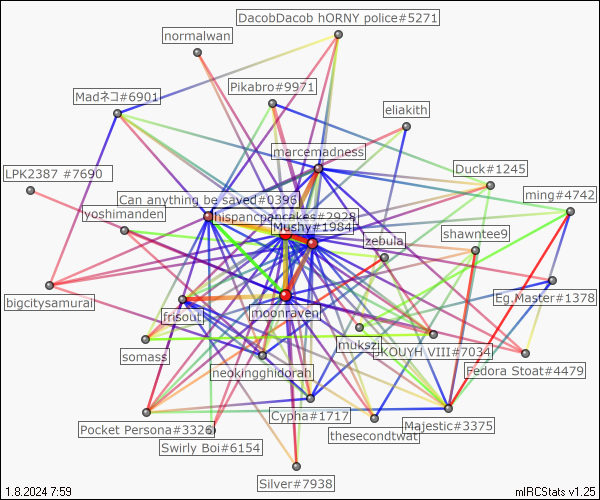 DacobDacob hORNY police#5271
normalwan
Pikabro#9971
Madネコ#6901
eliakith
marcemadness
Duck#1245
LPK2387 #7690
ming#4742
Can anything be saved#0396
yoshimanden
hispancpancakes#2928
Mushy#1984
shawntee9
zebula
bigcitysamurai
Eg.Master#1378
frisout
moonraven
somass
mukszi
JKOUYH VIII#7034
neokingghidorah
Fedora Stoat#4479
Cypha#1717
Pocket Persona#3326
thesecondtwat
Majestic#3375
Swirly Boi#6154
Silver#7938
1.8.2024 7:59
mIRCStats v1.25